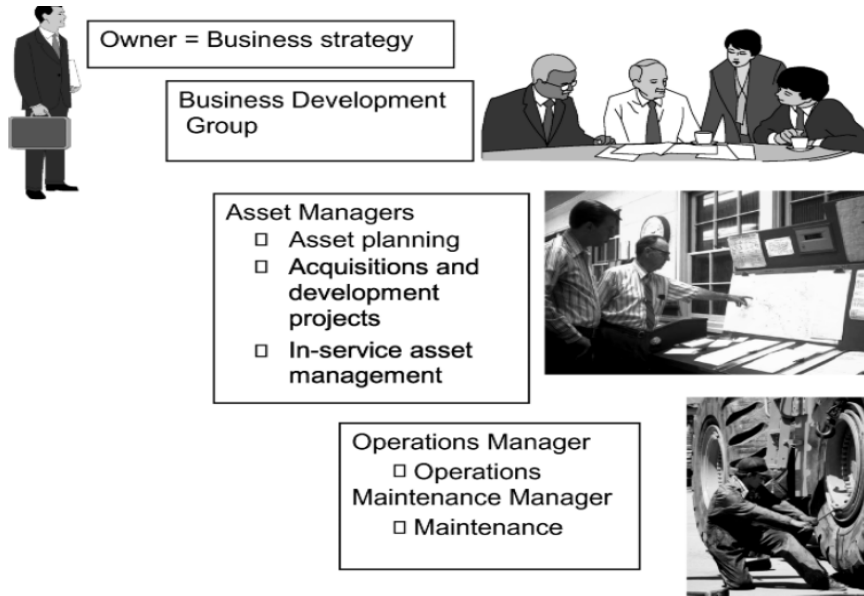 Owner = Business strategy
Business Development
Group
Asset Managers
▯ Asset planning
▯ Acquisitions and
development
projects
▯ In-service asset
management
Operations Manager
▯ Operations
Maintenance Manager
▯ Maintenance